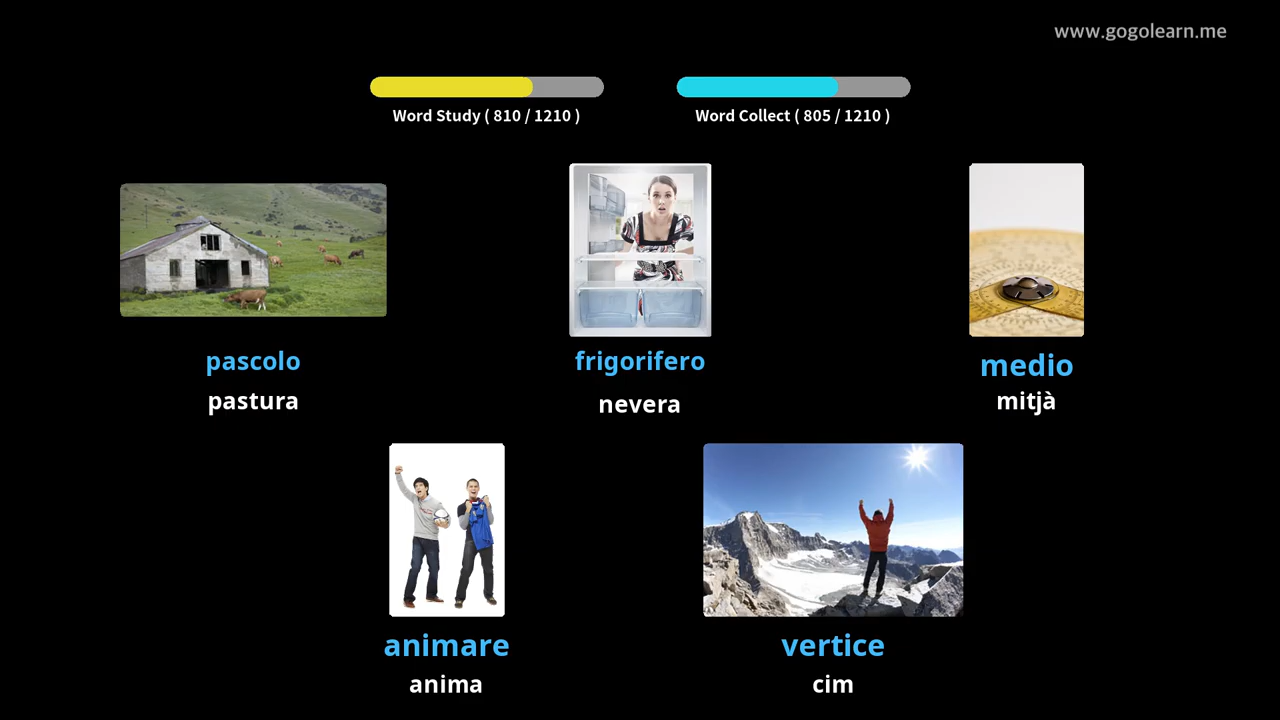 www.gogolearn.me
Word Study ( 810 / 1210 )
Word Collect ( 805 / 1210 )
pascolo
pastura
frigorifero
nevera
medio
mitjà
animare
anima
vertice
cim